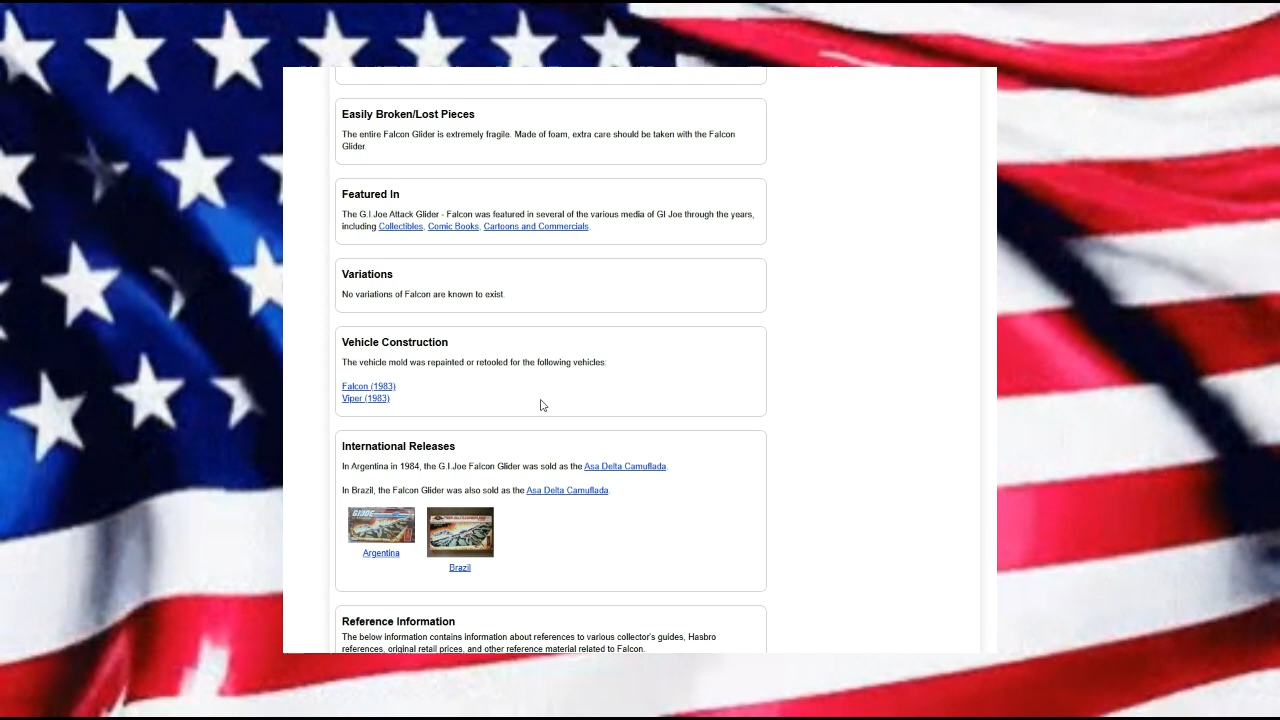 Easily Broken/Lost Pieces
The entire Falcon Glider is extremely fragile. Made of foam, extra care should be taken with the Falcon
Glider.
Featured In
The G.I.Joe Attack Glider - Falcon was featured in several of the various media of GI Joe through the years,
including Collectibles, Comic Books, Cartoons and Commercials.
Variations
No variations of Falcon are known to exist.
Vehicle Construction
The vehicle mold was repainted or retooled for the following vehicles:
Falcon (1983)
Viper (1983)
International Releases
In Argentina in 1984, the G.I.Joe Falcon Glider was sold as the Asa Delta Camuflada.
In Brazil, the Falcon Glider was also sold as the Asa Delta Camuflada.
GI JOE
Argentina
Brazil
Reference Information
The below information contains information about references to various collector's guides, Hasbro
references, original retail prices, and other reference material related to Falcon.